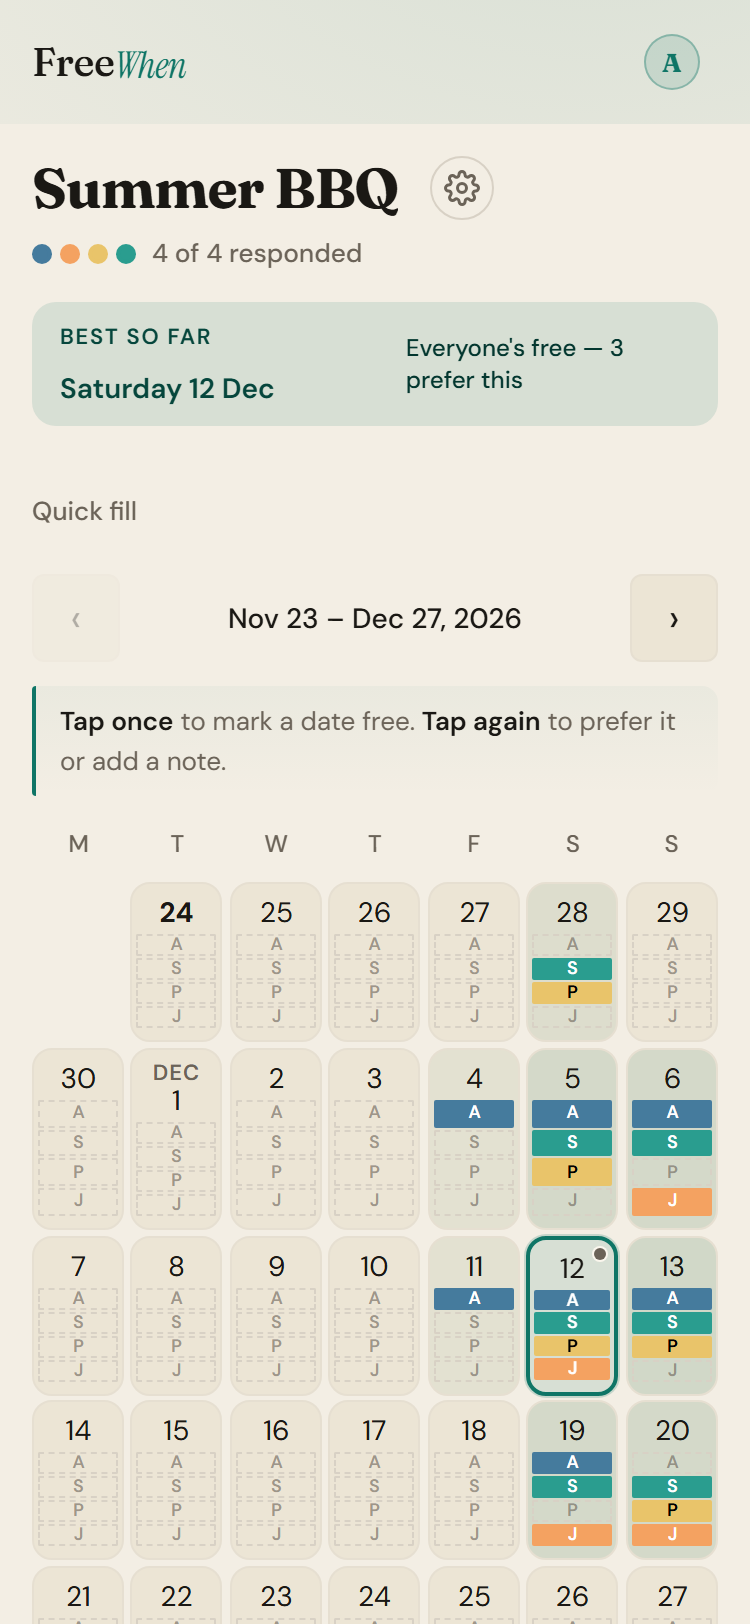 FreeWhen
A
Summer BBQ
4 of 4 responded
BEST SO FAR
Saturday 12 Dec
Everyone's free — 3
prefer this
Quick fill
‹
Nov 23 – Dec 27, 2026
›
Tap once to mark a date free. Tap again to prefer it
or add a note.
M T W T F S S
24 25 26 27 28 29
A A A A A A
S S S S S S
P P P P P P
J J J J J J
30 DEC 1 2 3 4 5 6
A A A A A A A
S S S S S S S
P P P P P P P
J J J J J J J
7 8 9 10 11 12 13
A A A A A A A
S S S S S S S
P P P P P P P
J J J J J J J
14 15 16 17 18 19 20
A A A A A A A
S S S S S S S
P P P P P P P
J J J J J J J
21 22 23 24 25 26 27